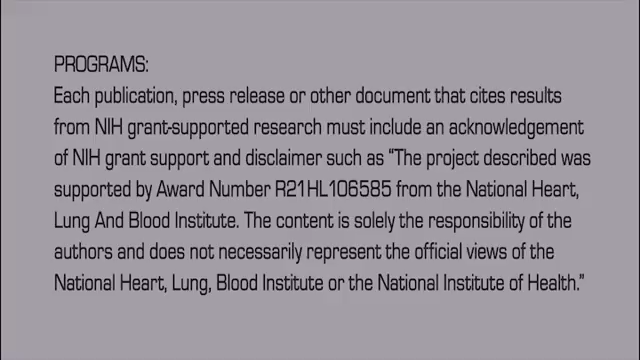 PROGRAMS:
Each publication, press release or other document that cites results
from NIH grant-supported research must include an acknowledgement
of NIH grant support and disclaimer such as “The project described was
supported by Award Number R21HL106585 from the National Heart,
Lung And Blood Institute. The content is solely the responsibility of the
authors and does not necessarily represent the official views of the
National Heart, Lung, Blood Institute or the National Institute of Health.”